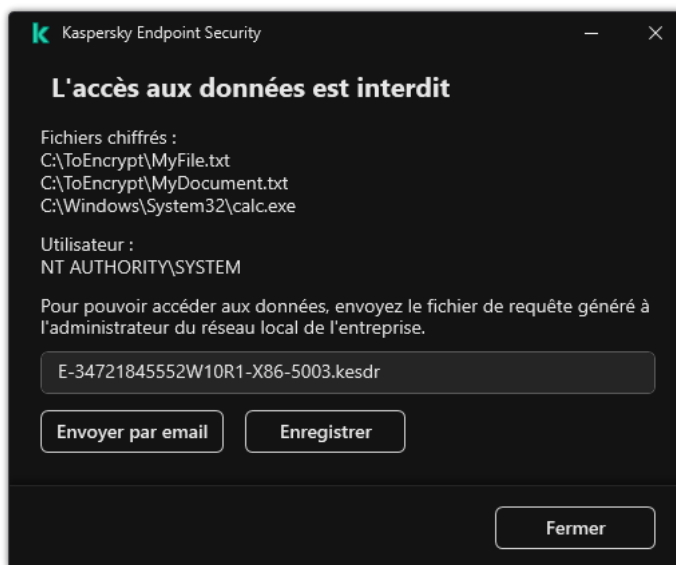 Kaspersky Endpoint Security
L'accès aux données est interdit
Fichiers chiffrés :
C:\ToEncrypt\MyFile.txt
C:\ToEncrypt\MyDocument.txt
C:\Windows\System32\calc.exe
Utilisateur :
NT AUTHORITY\SYSTEM
Pour pouvoir accéder aux données, envoyez le fichier de requête généré à
l'administrateur du réseau local de l'entreprise.
E-34721845552W10R1-X86-5003.kesdr
Envoyer par email Enregistrer
Fermer